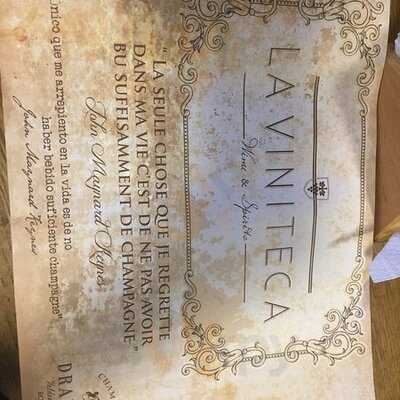 LAVINITECA
Wine & Spirits
“LA SEULE CHOSE QUE JE REGRETTE
DANS MA VIE C'EST DE NE PAS AVOIR
BU SUFFISAMMENT DE CHAMPAGNE”
John Maynard Keynes
único que me arrepiento en la vida es de no
haber bebido suficiente champagne"
John Maynard Keynes
CHAM
DRA